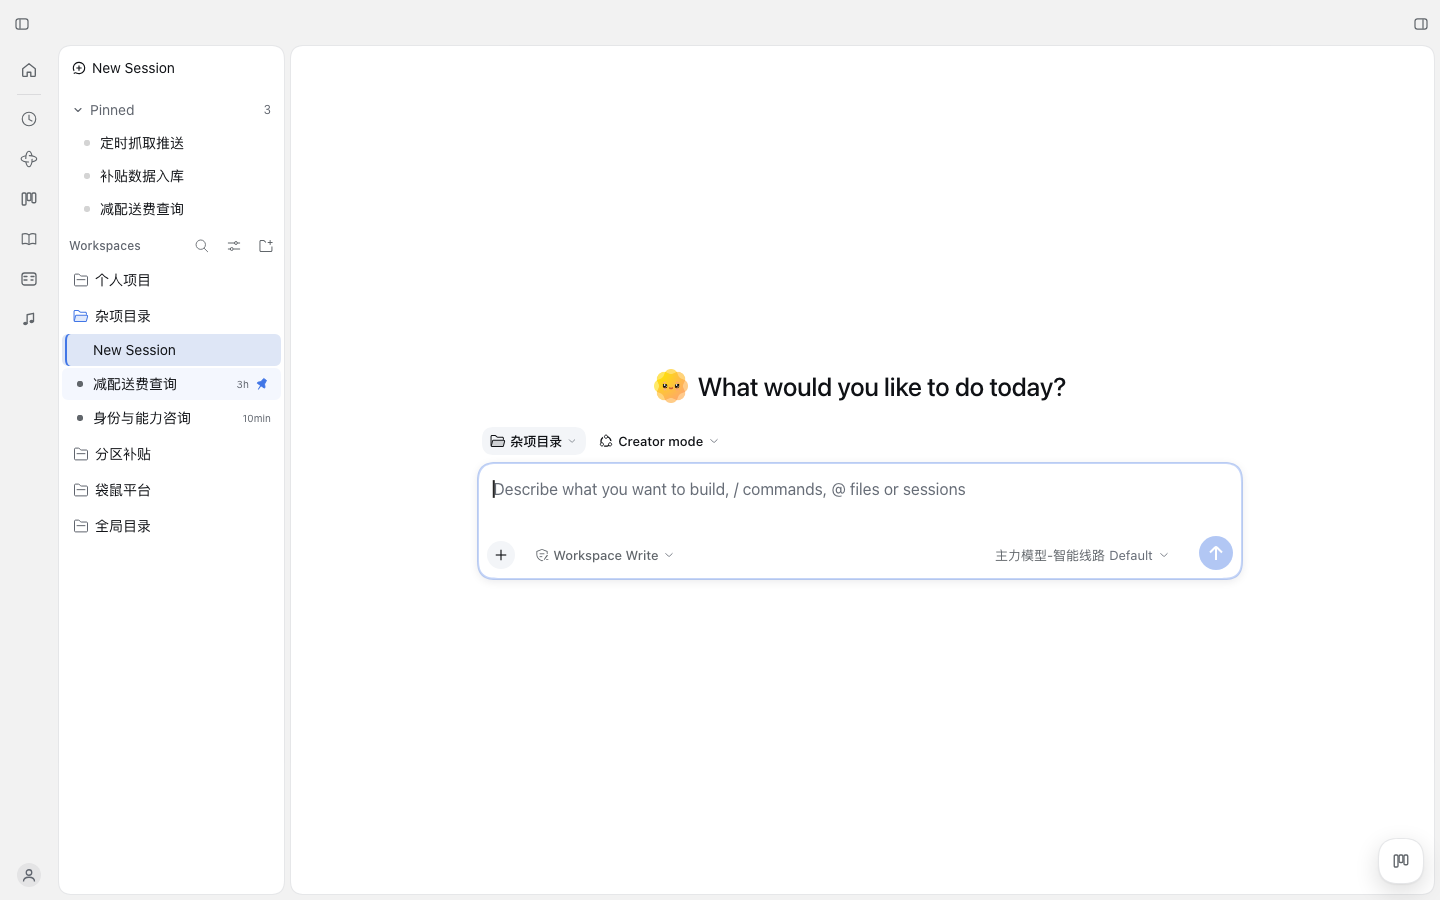 New Session
Pinned 3
定时抓取推送
补贴数据入库
减配送费查询
Workspaces
个人项目
杂项目录
New Session
减配送费查询 3h
身份与能力咨询 10min
分区补贴
袋鼠平台
全局目录
What would you like to do today?
杂项目录 Creator mode
Describe what you want to build, / commands, @ files or sessions
Workspace Write 主力模型-智能线路 Default